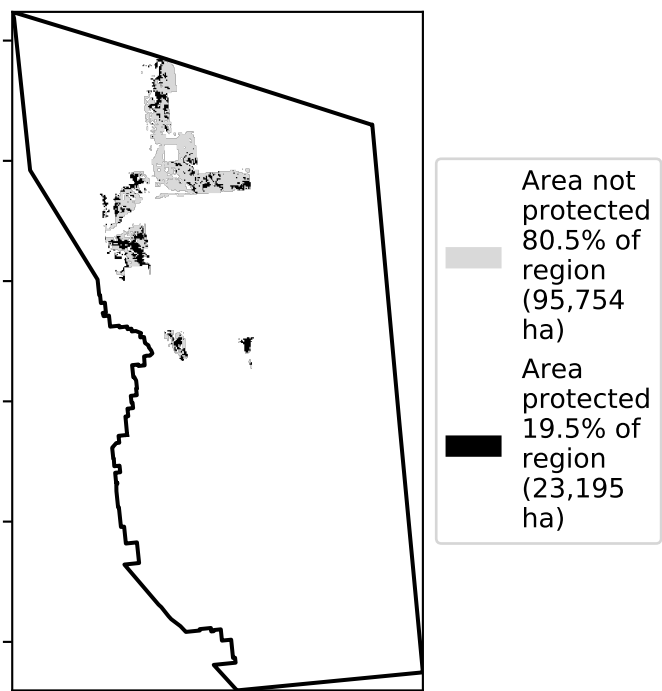 Area not
protected
80.5% of
region
(95,754
ha)
Area
protected
19.5% of
region
(23,195
ha)